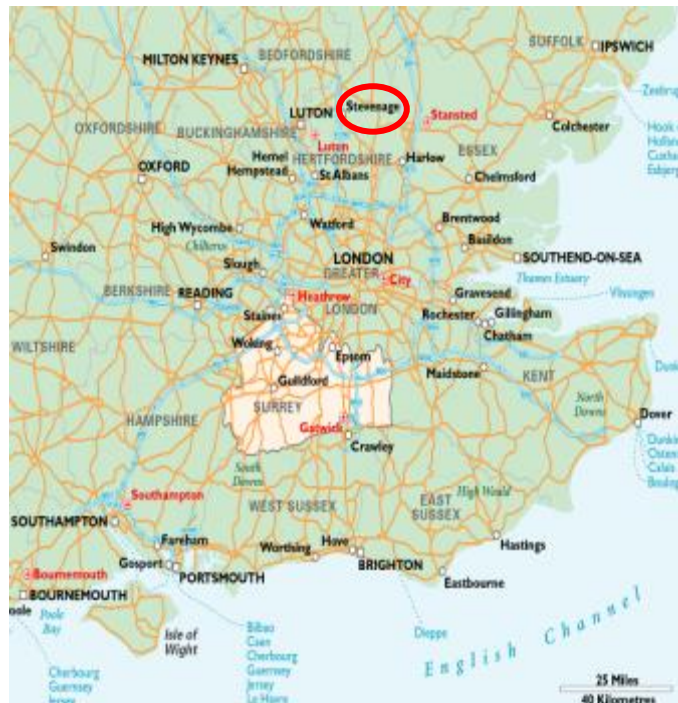 SUFFOLK
IPSWICH
BEDFORDSHIRE
MILTON KEYNES
Stevenage
LUTON
Stansted
Colchester
OXFORDSHIRE
BUCKINGHAMSHIRE
Luton
Hook
Hemel
Hempstead
HERTFORDSHIRE
Harlow
ESSEX
OXFORD
St Albans
Chelmsford
High Wycombe
Watford
Brentwood
Chilterns
Basildon
Swindon
LONDON
SOUTHEND-ON-SEA
Slough
GREATER
City
Thames Estuary
BERKSHIRE
READING
Heathrow
LONDON
Gravesend
Vlissingen
Staines
Rochester
Gillingham
Chatham
WILTSHIRE
Woking
Epsom
Maidstone
KENT
Guildford
SURREY
North
Downs
HAMPSHIRE
Gatwick
Dover
Crawley
South
Downs
Calais
Southampton
WEST SUSSEX
EAST
SUSSEX
High Weald
SOUTHAMPTON
Fareham
Worthing
Hove
BRIGHTON
Hastings
Gosport
PORTSMOUTH
Eastbourne
Bournemouth
BOURNEMOUTH
Poole
Bay
Isle of
Wight
Bilbao
Caen
Cherbourg
Guernsey
Jersey
Dieppe
English Channel
Cherbourg
Guernsey
25 Miles
40 Kilometres